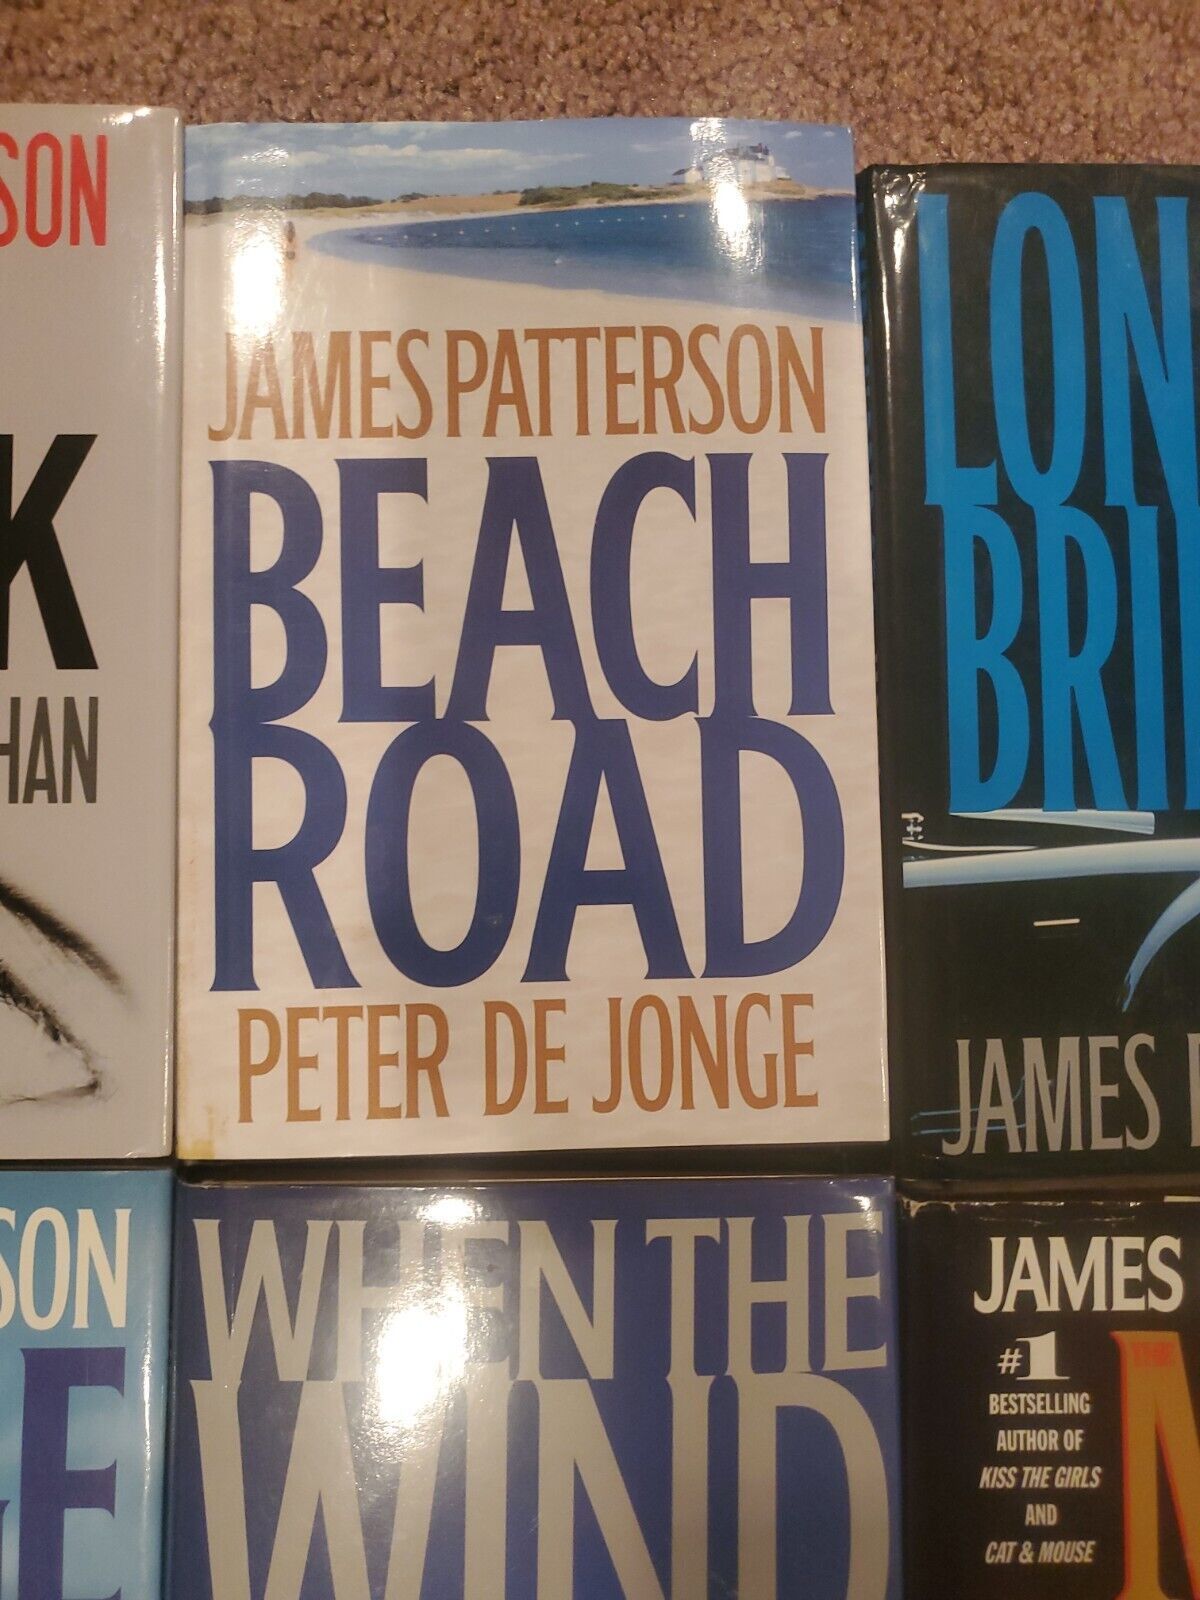 SON
K
HAN
JAMES PATTERSON
BEACH
ROAD
PETER DE JONGE
LON
BRI
JAMES
SON
E
WHEN THE
WIND
JAMES
#1
BESTSELLING
AUTHOR OF
KISS THE GIRLS
AND
CAT & MOUSE
THE